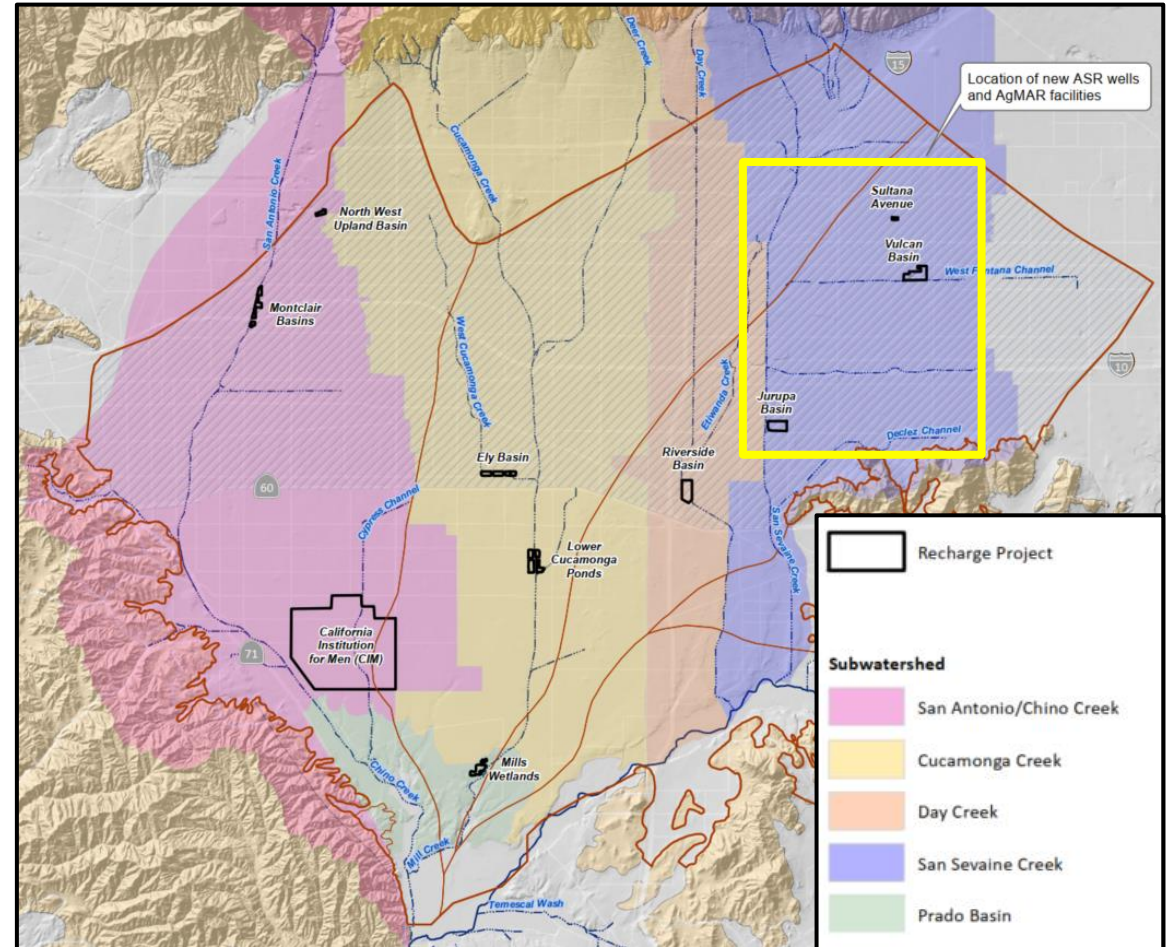 Deer Creek
Day Creek
15
Location of new ASR wells
and AgMAR facilities
Cucamonga Creek
San Antonio Creek
North West
Upland Basin
Sultana
Avenue
Vulcan
Basin
West Fontana Channel
Montclair
Basins
West Cucamonga Creek
Etiwanda Creek
10
Jurupa
Basin
Declez Channel
Ely Basin
Riverside
Basin
60
Cypress Channel
San Sevaine Creek
Lower
Cucamonga
Ponds
California
Institution
for Men (CIM)
71
Chino Creek
Mills
Wetlands
Mill Creek
Temescal Wash
Recharge Project
Subwatershed
San Antonio/Chino Creek
Cucamonga Creek
Day Creek
San Sevaine Creek
Prado Basin